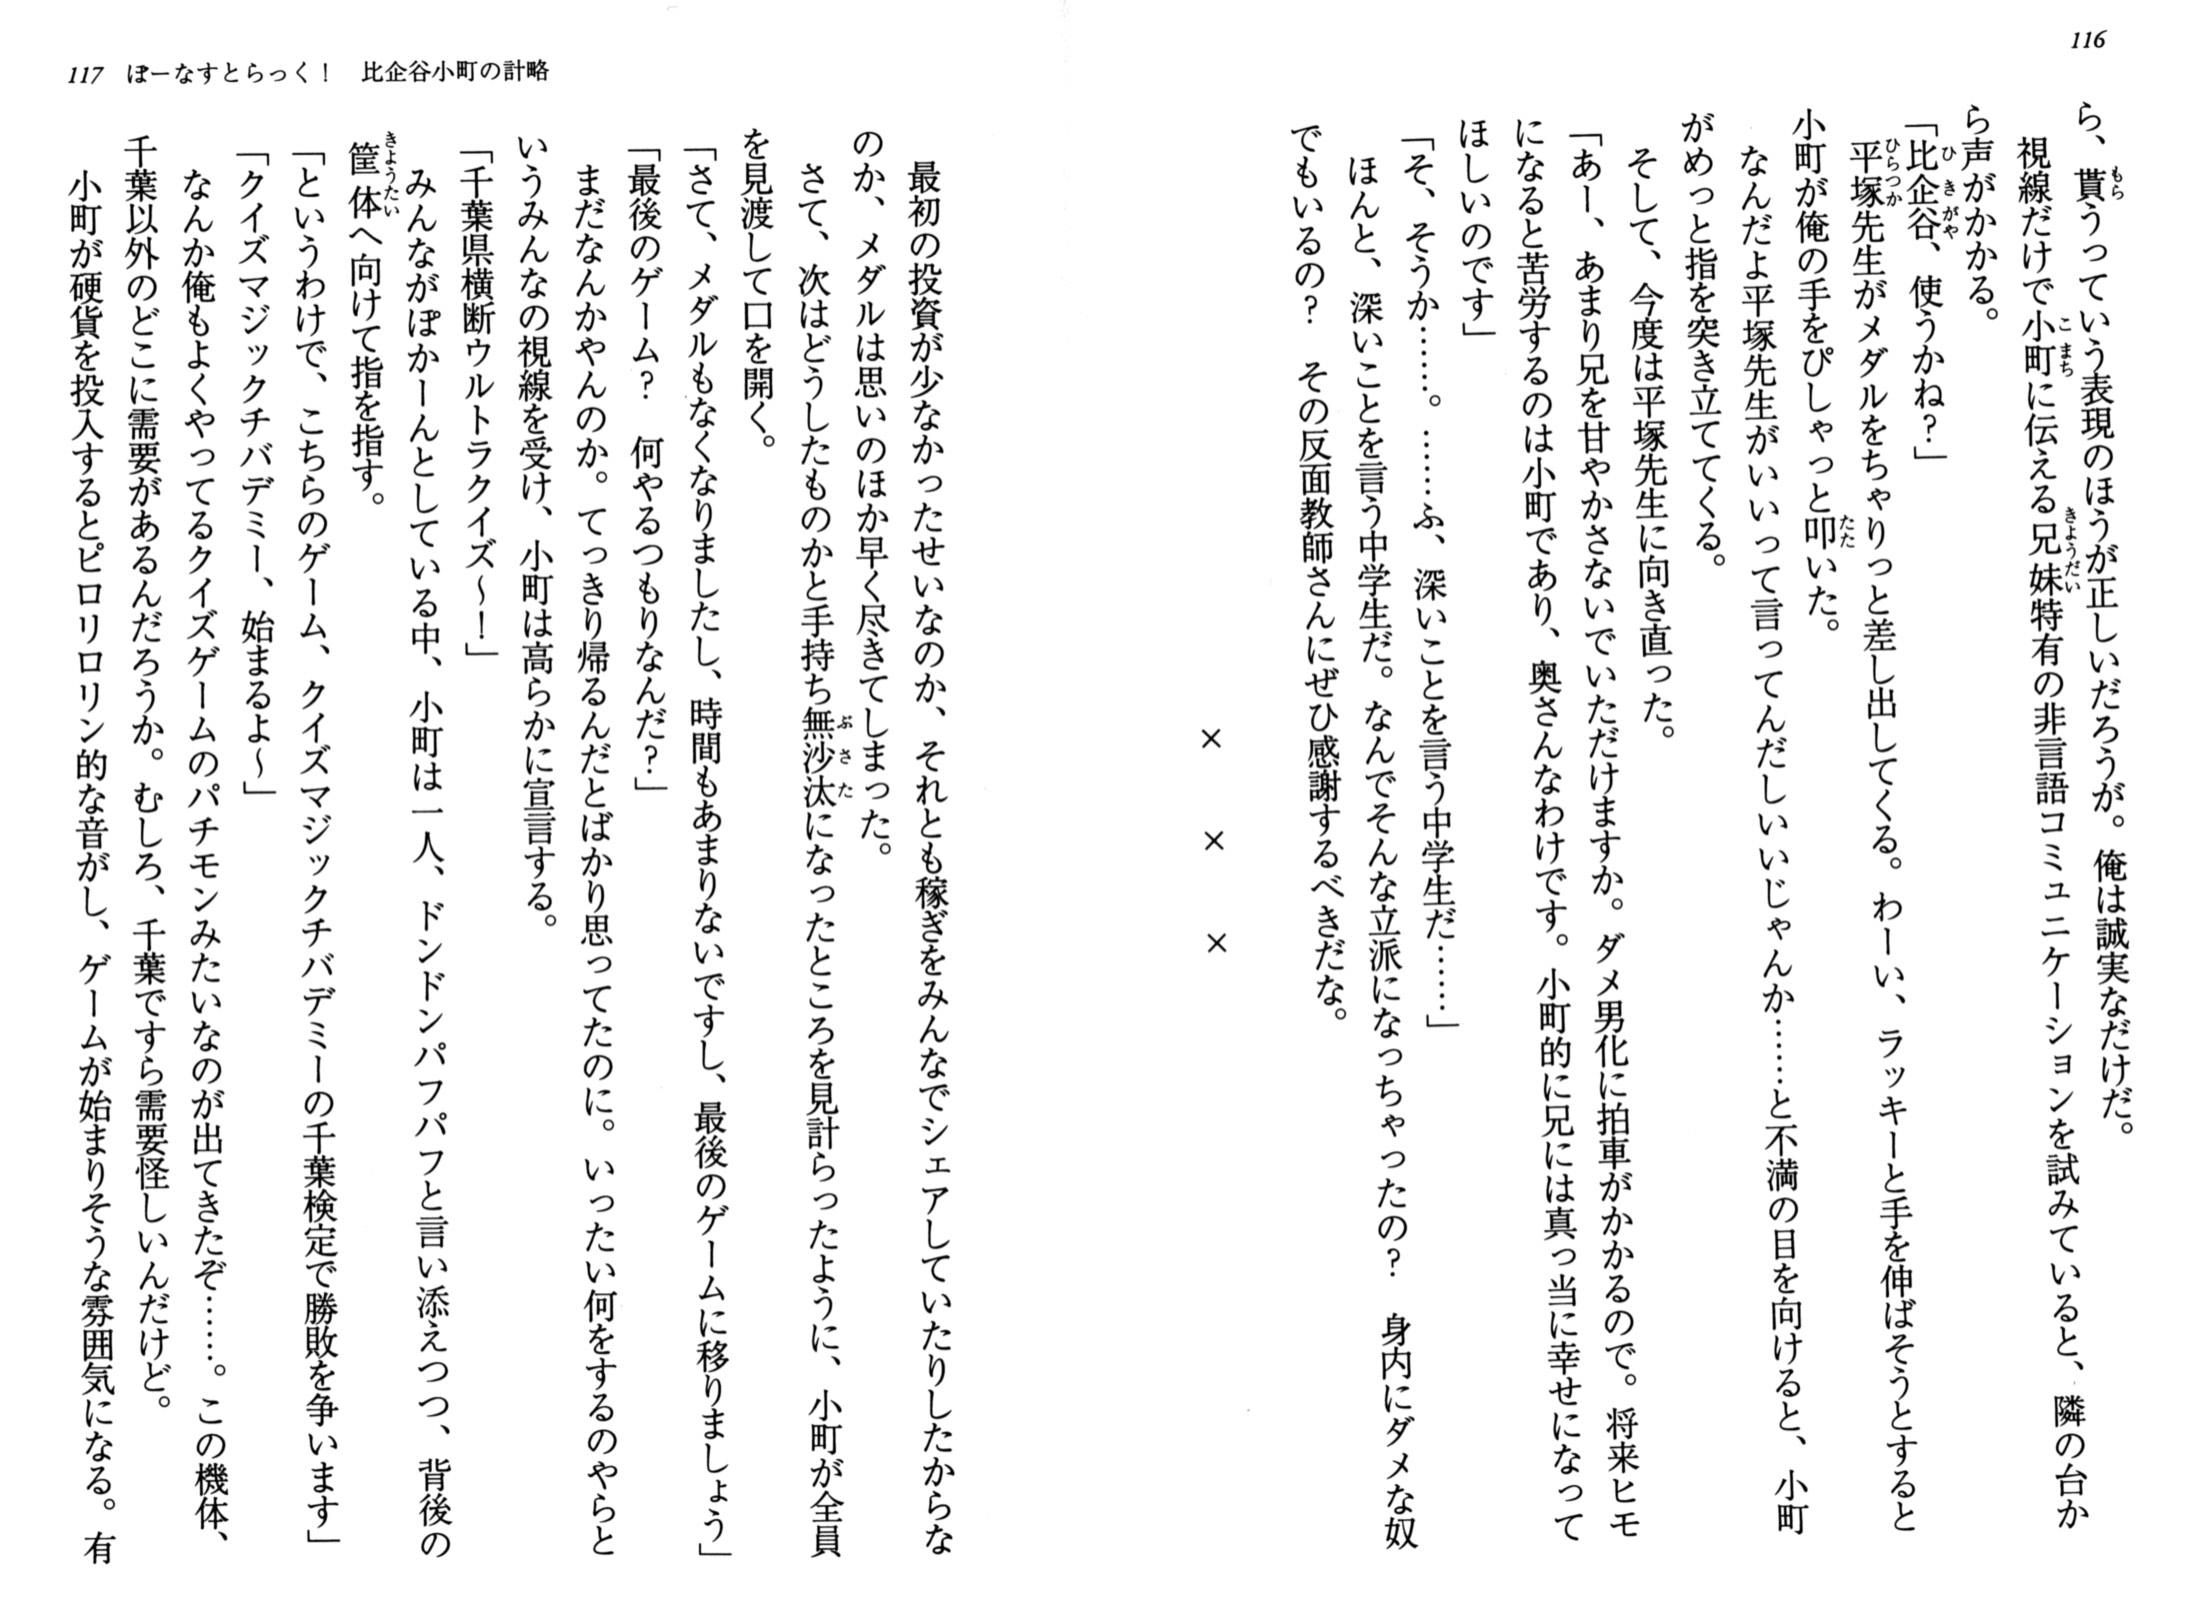 116
ら、貰うっていう表現のほうが正しいだろうが。俺は誠実なだけだ。
視線だけで小町に伝える兄妹特有の非言語コミュニケーションを試みていると、隣の台か
ら声がかかる。
「比企谷、使うかね?」
平塚先生がメダルをちゃりっと差し出してくる。わーい、ラッキーと手を伸ばそうとすると
小町が俺の手をぴしゃっと叩いた。
なんだよ平塚先生がいいって言ってんだしいいじゃんか……と不満の目を向けると、小町
がめっと指を突き立ててくる。
そして、今度は平塚先生に向き直った。
「あー、あまり兄を甘やかさないでいただけますか。ダメ男化に拍車がかかるので。将来ヒモ
になると苦労するのは小町であり、奥さんなわけです。小町的に兄には真っ当に幸せになって
ほしいのです」
「そ、そうか……。……ふ、深いことを言う中学生だ……」
ほんと、深いことを言う中学生だ。なんでそんな立派になっちゃったの? 身内にダメな奴
でもいるの? その反面教師さんにぜひ感謝するべきだな。
× × ×
117 ぼーなすとらっく! 比企谷小町の計略
最初の投資が少なかったせいなのか、それとも稼ぎをみんなでシェアしていたりしたからな
のか、メダルは思いのほか早く尽きてしまった。
さて、次はどうしたものかと手持ち無沙汰になったところを見計らったように、小町が全員
を見渡して口を開く。
「さて、メダルもなくなりましたし、時間もあまりないですし、最後のゲームに移りましょう」
「最後のゲーム? 何やるつもりなんだ?」
まだなんかやんのか。てっきり帰るんだとばかり思ってたのに。いったい何をするのやらと
いうみんなの視線を受け、小町は高らかに宣言する。
「千葉県横断ウルトラクイズ〜!」
みんながぽかーんとしている中、小町は一人、ドンドンパフパフと言い添えつつ、背後の
筐体へ向けて指を指す。
「というわけで、こちらのゲーム、クイズマジックチバデミーの千葉検定で勝敗を争います」
「クイズマジックチバデミー、始まるよ〜」
なんか俺もよくやってるクイズゲームのパチモンみたいなのが出てきたぞ……。この機体、
千葉以外のどこに需要があるんだろうか。むしろ、千葉ですら需要怪しいんだけど。
小町が硬貨を投入するとピロリロリン的な音がし、ゲームが始まりそうな雰囲気になる。有